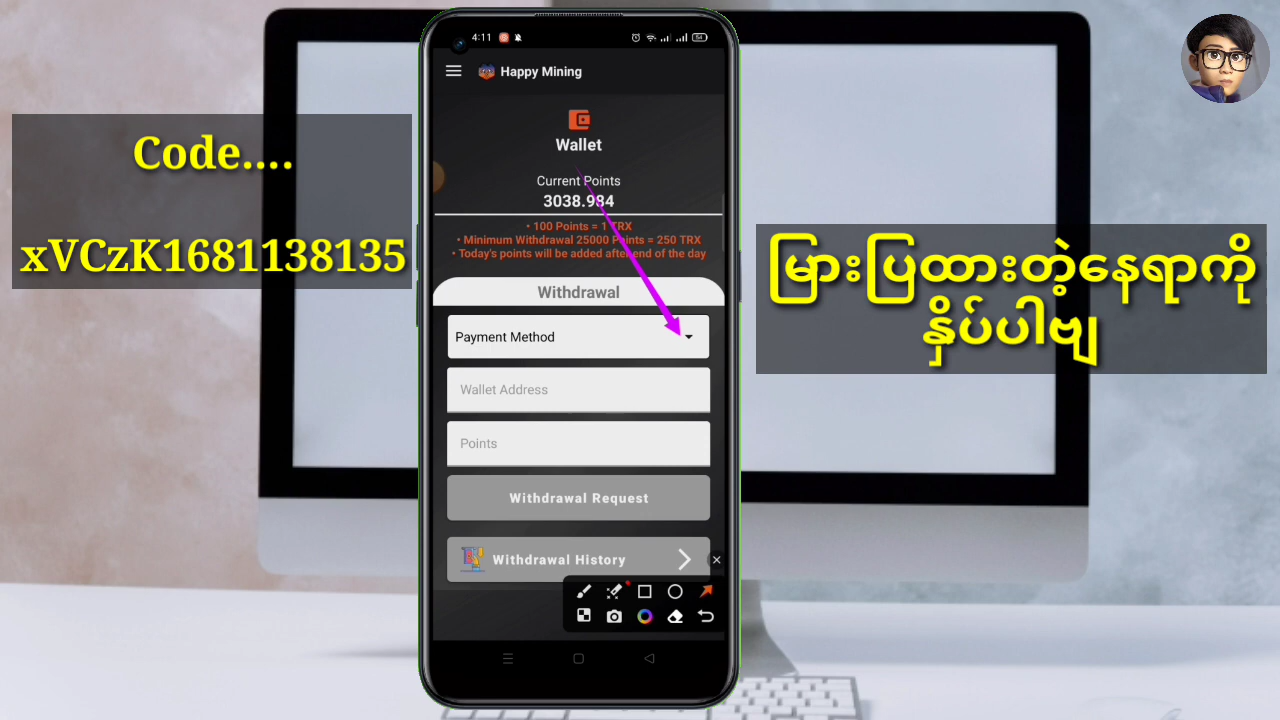 Code....
xVCzK1681138135
4:11
54
Happy Mining
Wallet
Current Points
3038.984
• 100 Points = 1 TRX
• Minimum Withdrawal 25000 Points = 250 TRX
• Today's points will be added after end of the day
Withdrawal
Payment Method
Wallet Address
Points
Withdrawal Request
Withdrawal History
မြားပြထားတဲ့နေရာကို
နှိပ်ပါဗျ